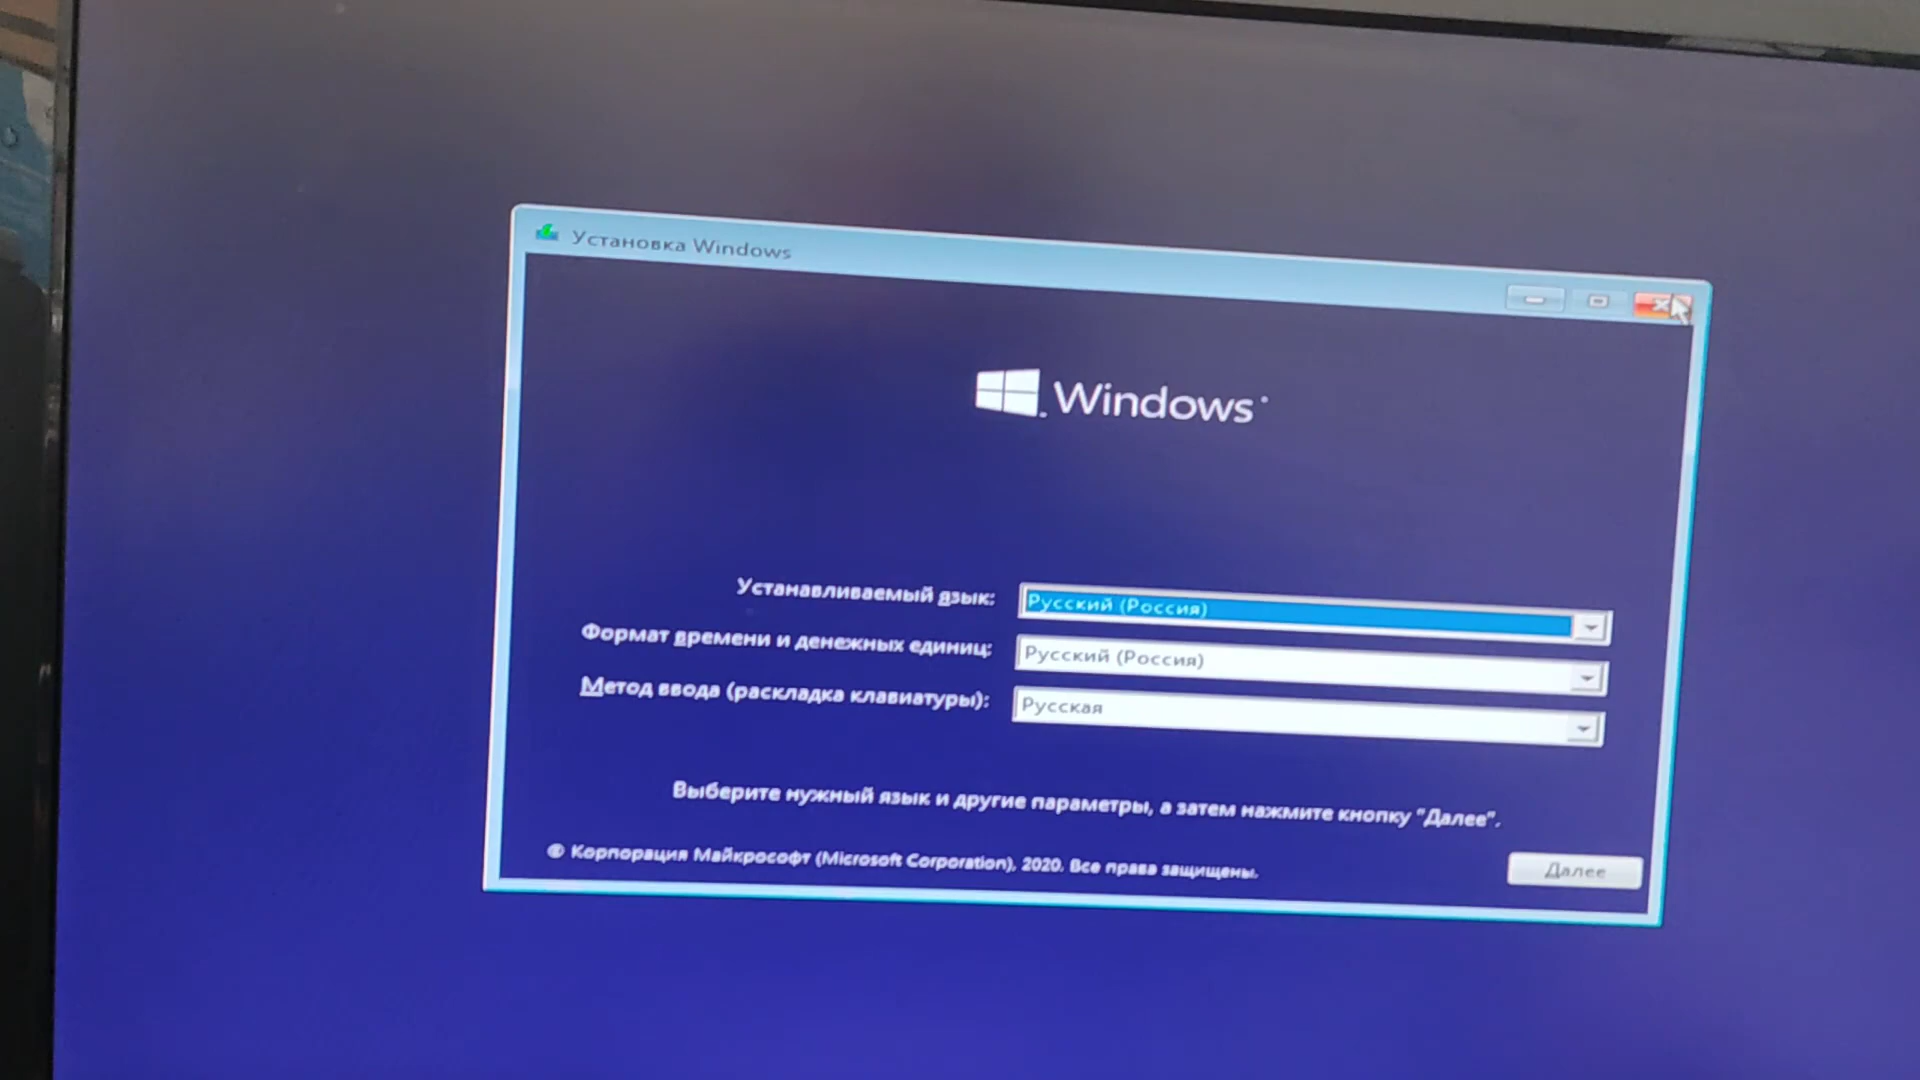 Установка Windows
Windows
Устанавливаемый язык: Русский (Россия)
Формат времени и денежных единиц: Русский (Россия)
Метод ввода (раскладка клавиатуры): Русская
Выберите нужный язык и другие параметры, а затем нажмите кнопку "Далее".
© Корпорация Майкрософт (Microsoft Corporation), 2020. Все права защищены.
Далее